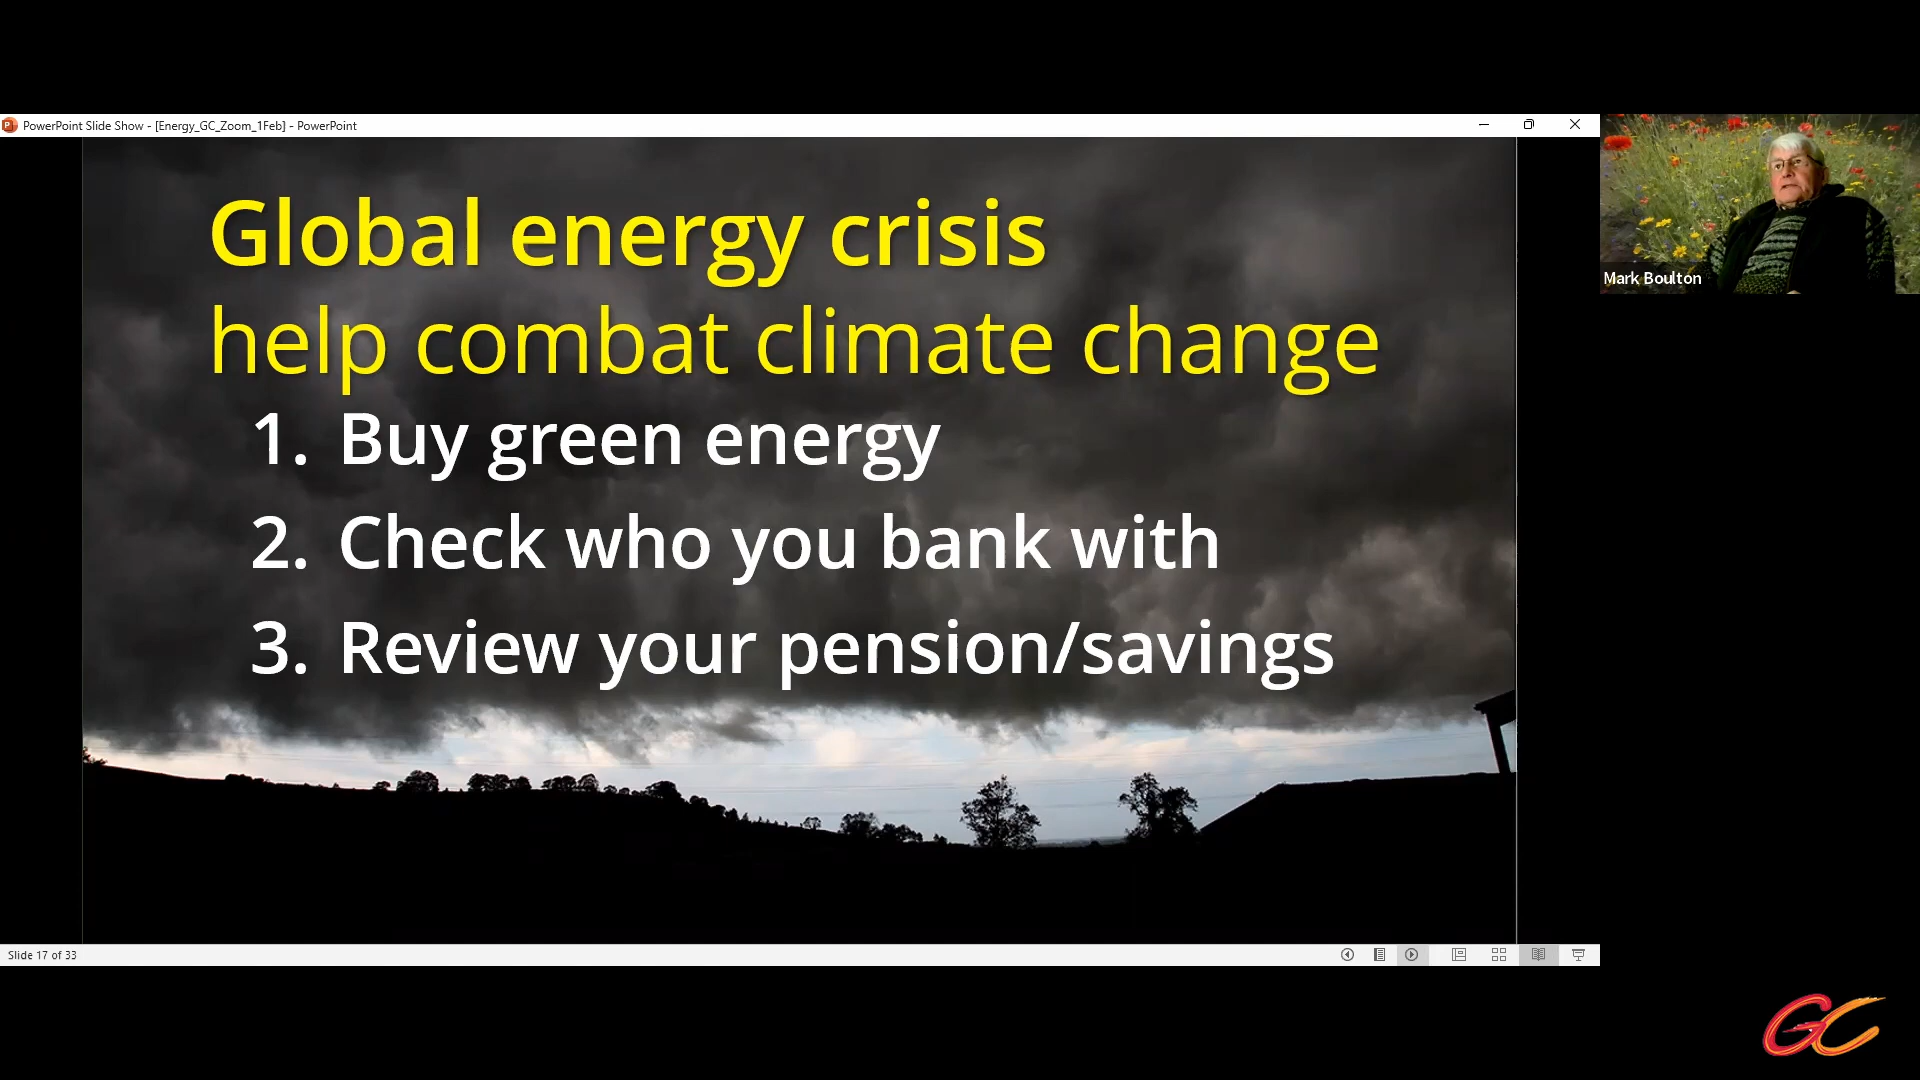 PowerPoint Slide Show - [Energy_GC_Zoom_1Feb] - PowerPoint
Global energy crisis
help combat climate change
1. Buy green energy
2. Check who you bank with
3. Review your pension/savings
Mark Boulton
Slide 17 of 33
GC